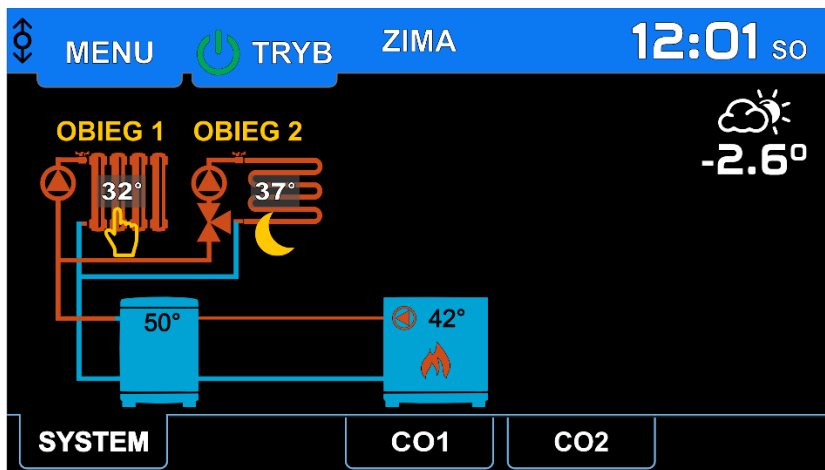 MENU TRYB ZIMA 12:01 SO
-2.6°
OBIEG 1 OBIEG 2
32° 37°
50° 42°
SYSTEM CO1 CO2